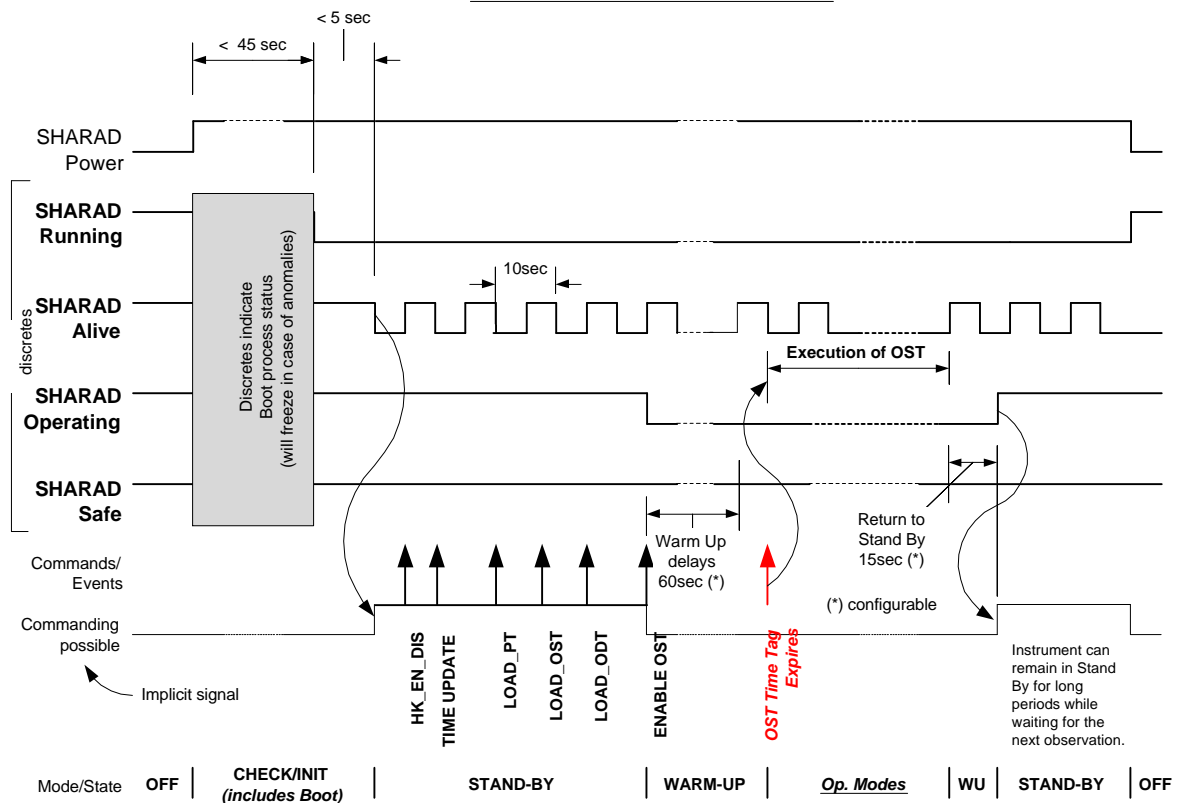 < 5 sec
< 45 sec
SHARAD
Power
discretes
SHARAD
Running
10sec
SHARAD
Alive
Discretes indicate
Boot process status
(will freeze in case of anomalies)
Execution of OST
SHARAD
Operating
SHARAD
Safe
Warm Up
delays
60sec (*)
Return to
Stand By
15sec (*)
(*) configurable
Commands/
Events
Commanding
possible
Implicit signal
HK_EN_DIS
TIME UPDATE
LOAD_PT
LOAD_OST
LOAD_ODT
ENABLE OST
OST Time Tag
Expires
Instrument can
remain in Stand
By for long
periods while
waiting for the
next observation.
Mode/State OFF CHECK/INIT STAND-BY WARM-UP Op. Modes WU STAND-BY OFF
(includes Boot)